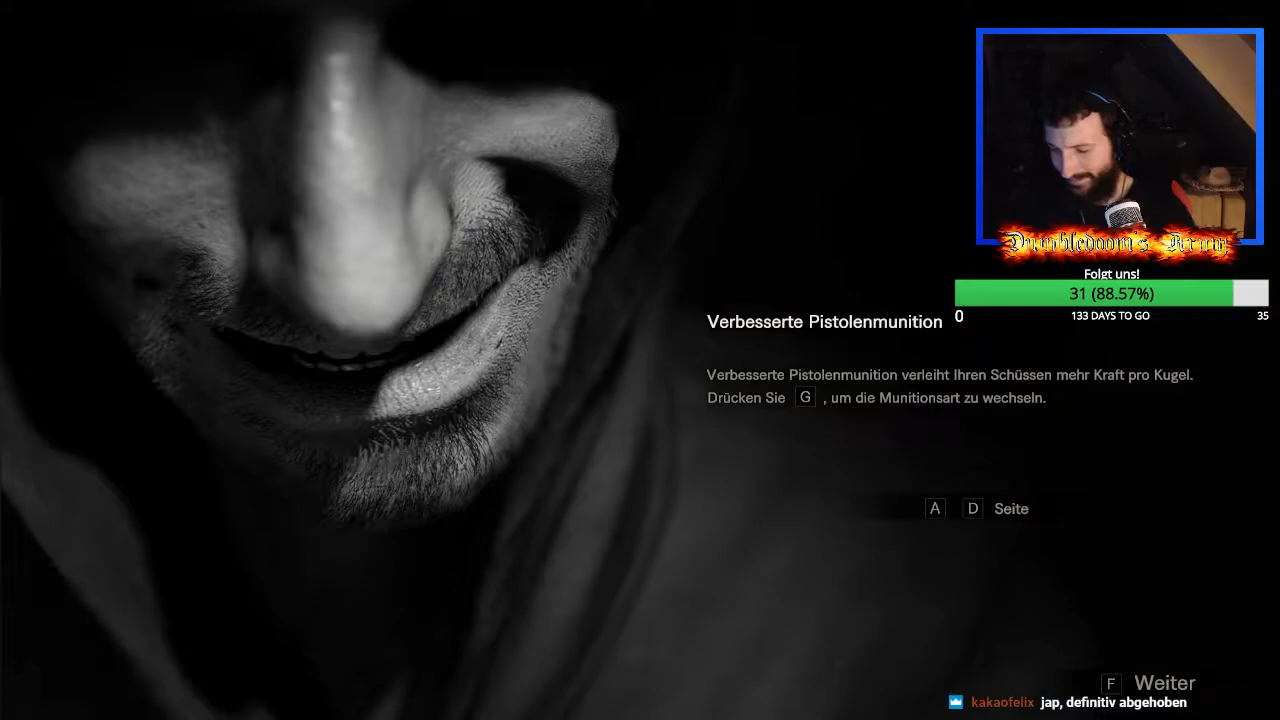 Dumbledoom's Army
Folgt uns!
31 (88.57%)
0
133 DAYS TO GO
35
Verbesserte Pistolenmunition
Verbesserte Pistolenmunition verleiht Ihren Schüssen mehr Kraft pro Kugel.
Drücken Sie G , um die Munitionsart zu wechseln.
A D Seite
F Weiter
kakaofelix jap, definitiv abgehoben